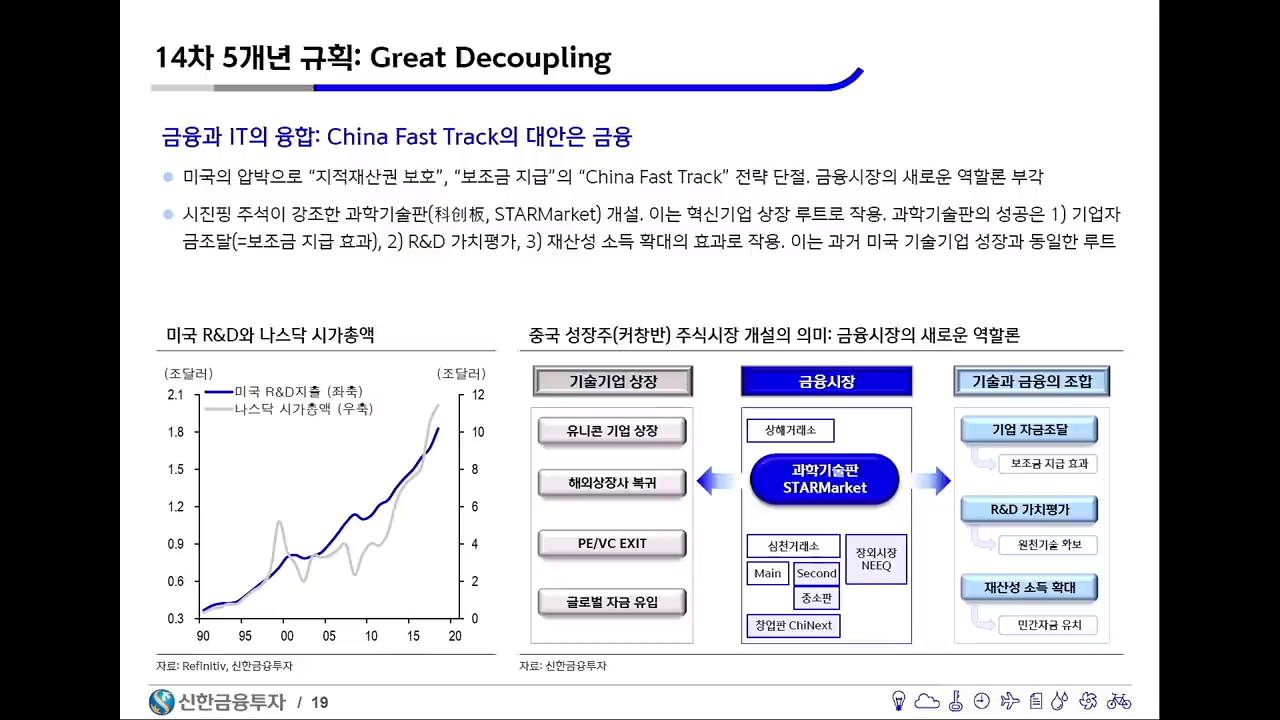 14차 5개년 규획: Great Decoupling
금융과 IT의 융합: China Fast Track의 대안은 금융
미국의 압박으로 “지적재산권 보호”, “보조금 지급”의 “China Fast Track” 전략 단절. 금융시장의 새로운 역할론 부각
시진핑 주석이 강조한 과학기술판(科创板, STARMarket) 개설. 이는 혁신기업 상장 루트로 작용. 과학기술판의 성공은 1) 기업자
금조달(=보조금 지급 효과), 2) R&D 가치평가, 3) 재산성 소득 확대의 효과로 작용. 이는 과거 미국 기술기업 성장과 동일한 루트
미국 R&D와 나스닥 시가총액
(조달러)
(조달러)
미국 R&D지출 (좌축)
나스닥 시가총액 (우축)
2.1
1.8
1.5
1.2
0.9
0.6
0.3
12
10
8
6
4
2
0
90 95 00 05 10 15 20
자료: Refinitiv, 신한금융투자
중국 성장주(커창반) 주식시장 개설의 의미: 금융시장의 새로운 역할론
기술기업 상장
유니콘 기업 상장
해외상장사 복귀
PE/VC EXIT
글로벌 자금 유입
금융시장
상해거래소
과학기술판
STARMarket
심천거래소
Main
Second
중소판
창업판 ChiNext
장외시장
NEEQ
기술과 금융의 조합
기업 자금조달
보조금 지급 효과
R&D 가치평가
원천기술 확보
재산성 소득 확대
민간자금 유치
자료: 신한금융투자
신한금융투자 / 19